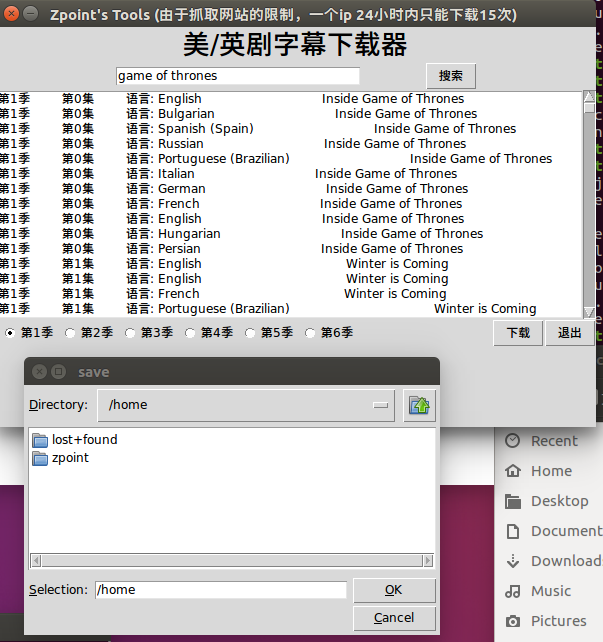 Zpoint's Tools (由于抓取网站的限制，一个ip 24小时内只能下载15次)
美/英剧字幕下载器
game of thrones 搜索
第1季 第0集 语言: English Inside Game of Thrones
第1季 第0集 语言: Bulgarian Inside Game of Thrones
第1季 第0集 语言: Spanish (Spain) Inside Game of Thrones
第1季 第0集 语言: Russian Inside Game of Thrones
第1季 第0集 语言: Portuguese (Brazilian) Inside Game of Thrones
第1季 第0集 语言: Italian Inside Game of Thrones
第1季 第0集 语言: German Inside Game of Thrones
第1季 第0集 语言: French Inside Game of Thrones
第1季 第0集 语言: English Inside Game of Thrones
第1季 第0集 语言: Hungarian Inside Game of Thrones
第1季 第0集 语言: Persian Inside Game of Thrones
第1季 第1集 语言: English Winter is Coming
第1季 第1集 语言: English Winter is Coming
第1季 第1集 语言: French Winter is Coming
第1季 第1集 语言: Portuguese (Brazilian) Winter is Coming
第1季 第2季 第3季 第4季 第5季 第6季 下载 退出
save
Directory: /home
lost+found
zpoint
Selection: /home OK
Cancel
Recent
Home
Desktop
Document
Download
Music
Pictures